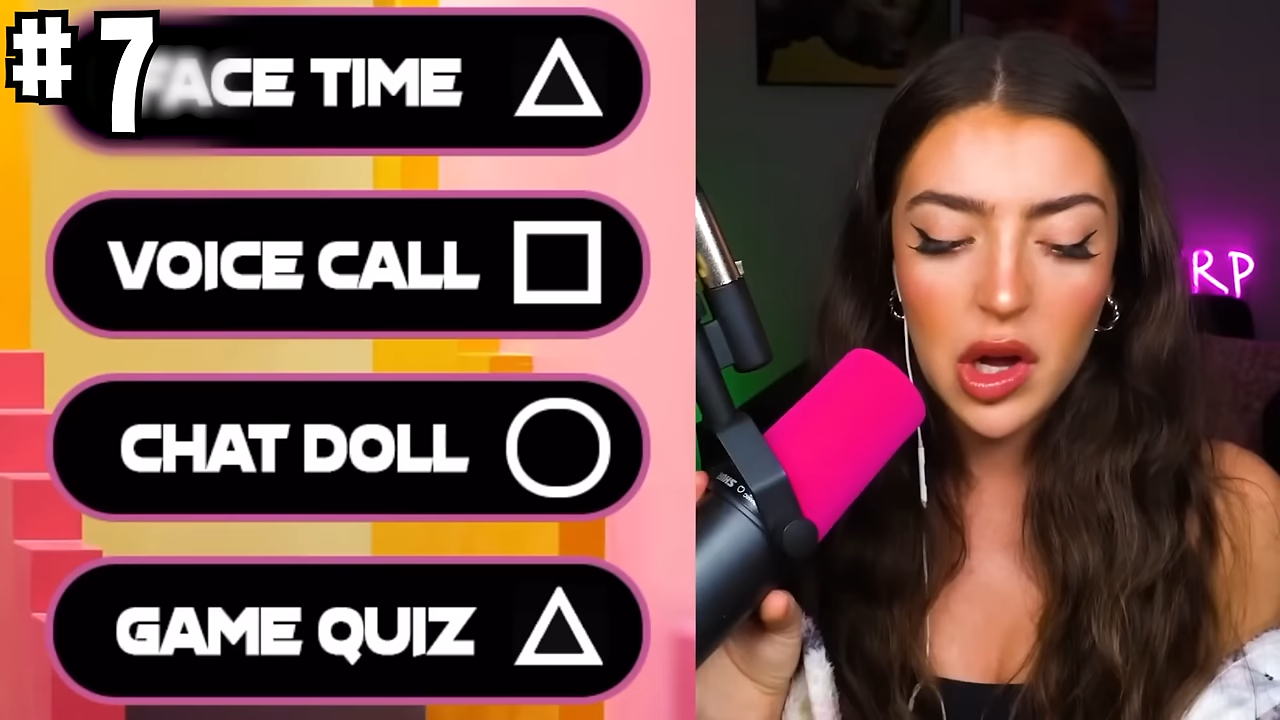 # 7
FACE TIME
VOICE CALL
CHAT DOLL
GAME QUIZ
RP